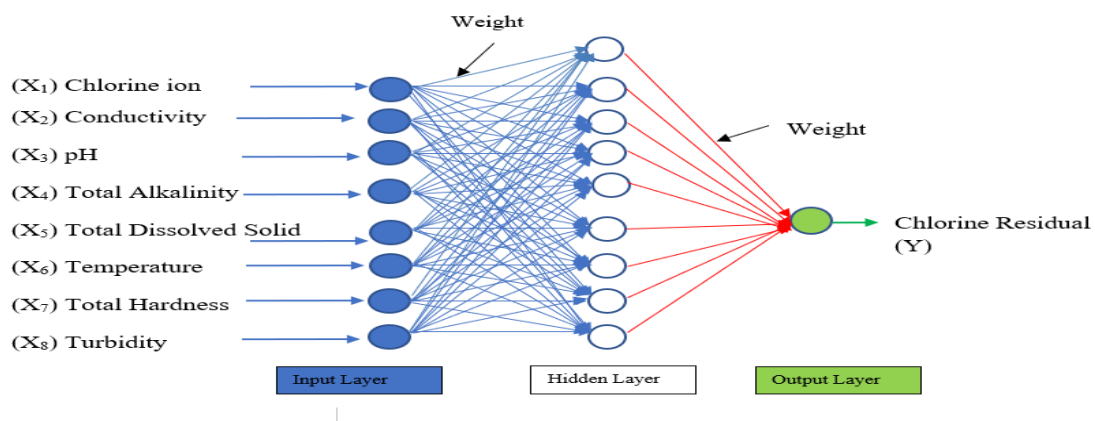 Weight
(X₁) Chlorine ion
(X₂) Conductivity
(X₃) pH
(X₄) Total Alkalinity
(X₅) Total Dissolved Solid
(X₆) Temperature
(X₇) Total Hardness
(X₈) Turbidity
Weight
Chlorine Residual
(Y)
Input Layer
Hidden Layer
Output Layer